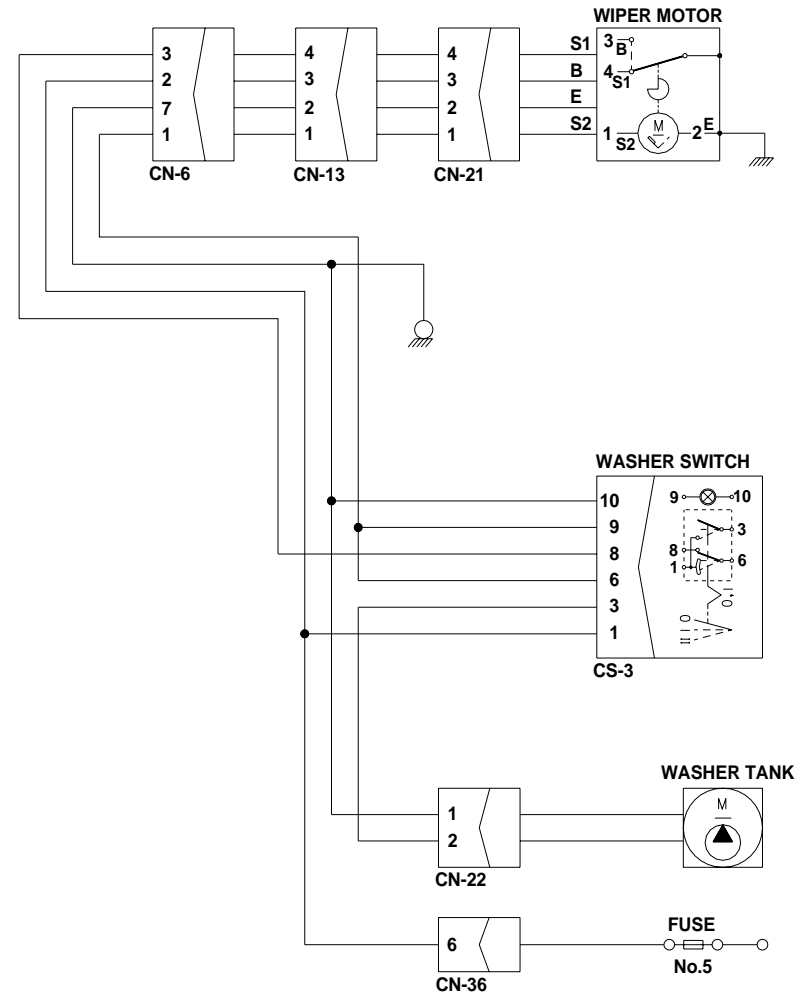 WIPER MOTOR
3 4 4 S1 3 B
2 3 3 B 4 S1
7 2 2 E
1 1 1 S2 1 S2 M 2 E
CN-6 CN-13 CN-21
WASHER SWITCH
10 9 10
9 3
8 8
6 1 6
3 0,I
1 II I 0
CS-3
WASHER TANK
M
1
2
CN-22
FUSE
6
No.5
CN-36